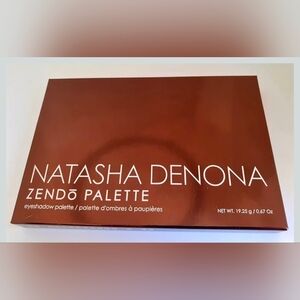 NATASHA DENONA
ZENDŌ PALETTE
eyeshadow palette / palette d'ombres à paupières
NET WT. 19.25 g / 0.67 Oz